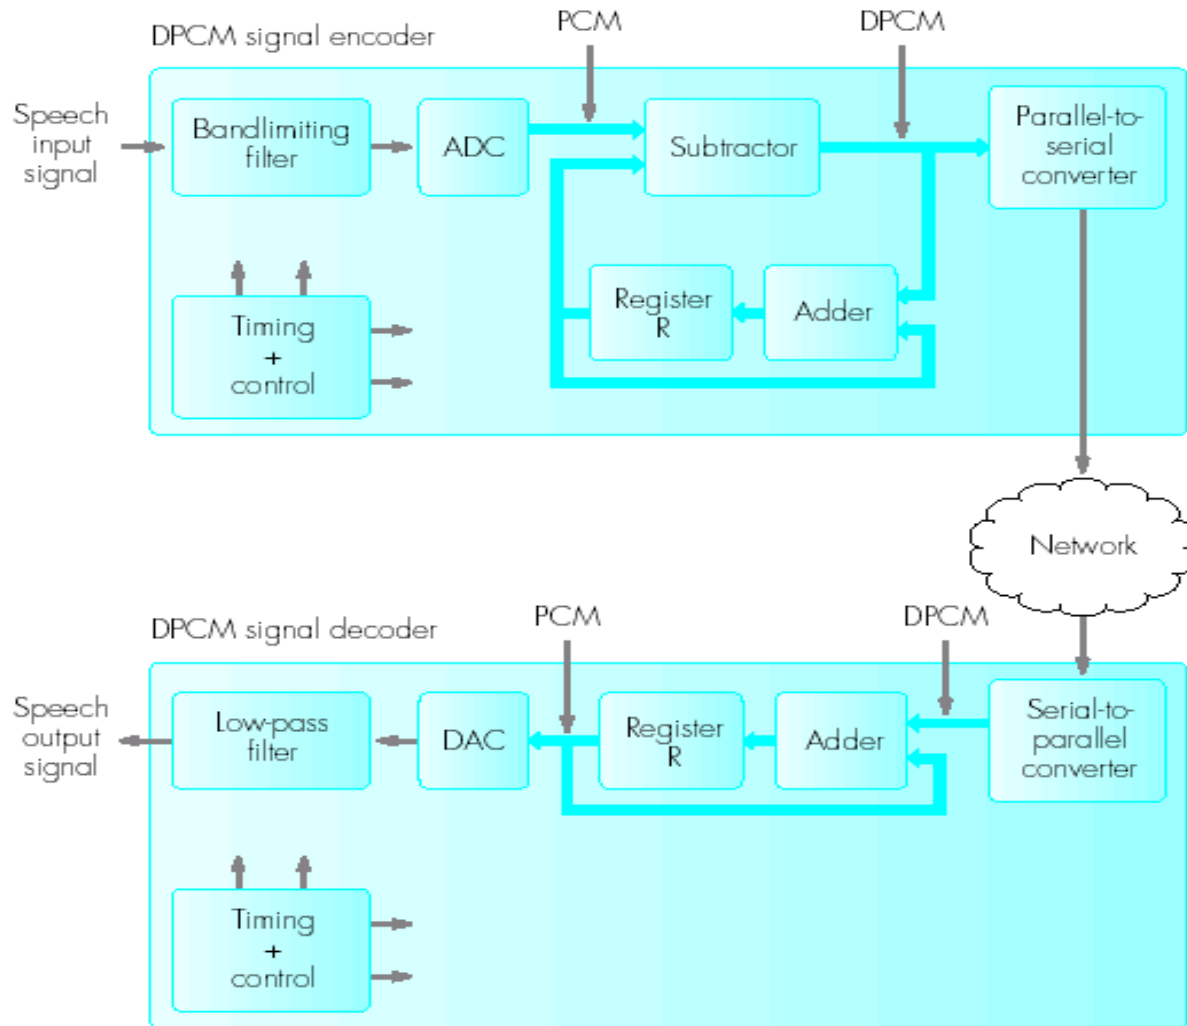 DPCM signal encoder
PCM
DPCM
Speech
input
signal
Bandlimiting
filter
ADC
Subtractor
Parallel-to-
serial
converter
Register
R
Adder
Timing
+
control
Network
DPCM signal decoder
PCM
DPCM
Speech
output
signal
Low-pass
filter
DAC
Register
R
Adder
Serial-to-
parallel
converter
Timing
+
control